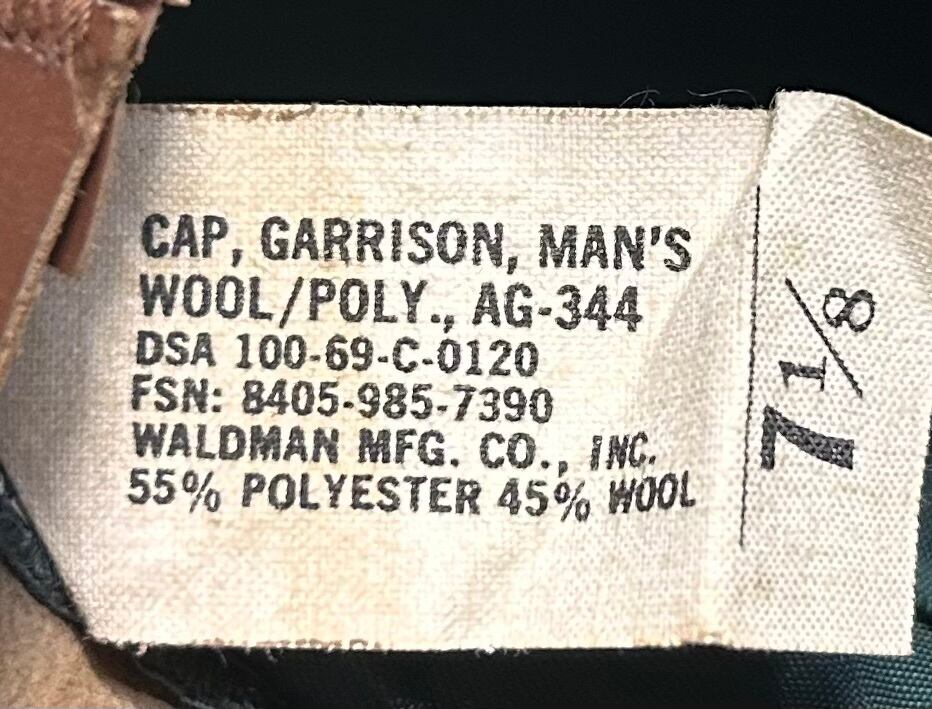 CAP, GARRISON, MAN'S
WOOL/POLY., AG-344
DSA 100-69-C-0120
FSN: 8405-985-7390
WALDMAN MFG. CO., INC.
55% POLYESTER 45% WOOL
7 1/8